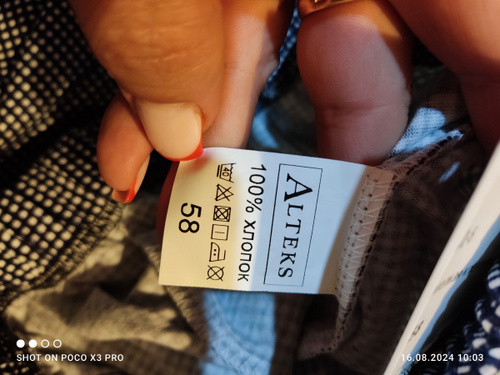 ALTEKS
100% хлопок
58
SHOT ON POCO X3 PRO
16.08.2024 10:03